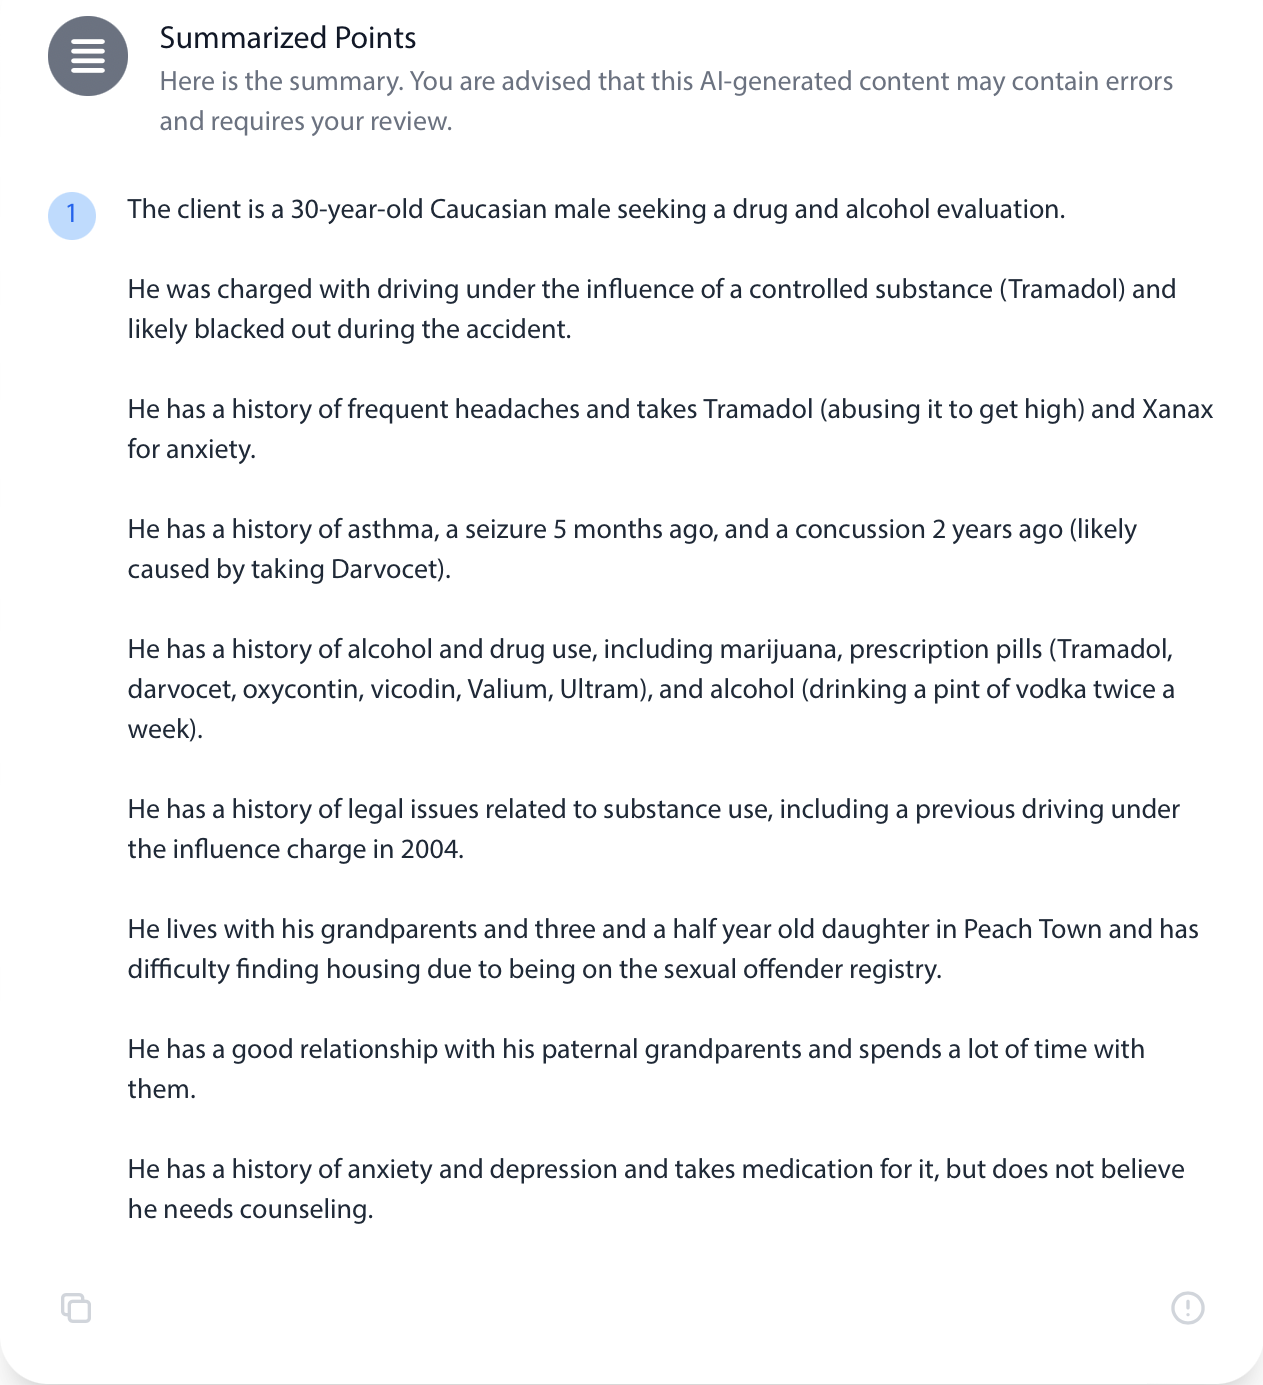 Summarized Points
Here is the summary. You are advised that this AI-generated content may contain errors
and requires your review.
1
The client is a 30-year-old Caucasian male seeking a drug and alcohol evaluation.
He was charged with driving under the influence of a controlled substance (Tramadol) and
likely blacked out during the accident.
He has a history of frequent headaches and takes Tramadol (abusing it to get high) and Xanax
for anxiety.
He has a history of asthma, a seizure 5 months ago, and a concussion 2 years ago (likely
caused by taking Darvocet).
He has a history of alcohol and drug use, including marijuana, prescription pills (Tramadol,
darvocet, oxycontin, vicodin, Valium, Ultram), and alcohol (drinking a pint of vodka twice a
week).
He has a history of legal issues related to substance use, including a previous driving under
the influence charge in 2004.
He lives with his grandparents and three and a half year old daughter in Peach Town and has
difficulty finding housing due to being on the sexual offender registry.
He has a good relationship with his paternal grandparents and spends a lot of time with
them.
He has a history of anxiety and depression and takes medication for it, but does not believe
he needs counseling.